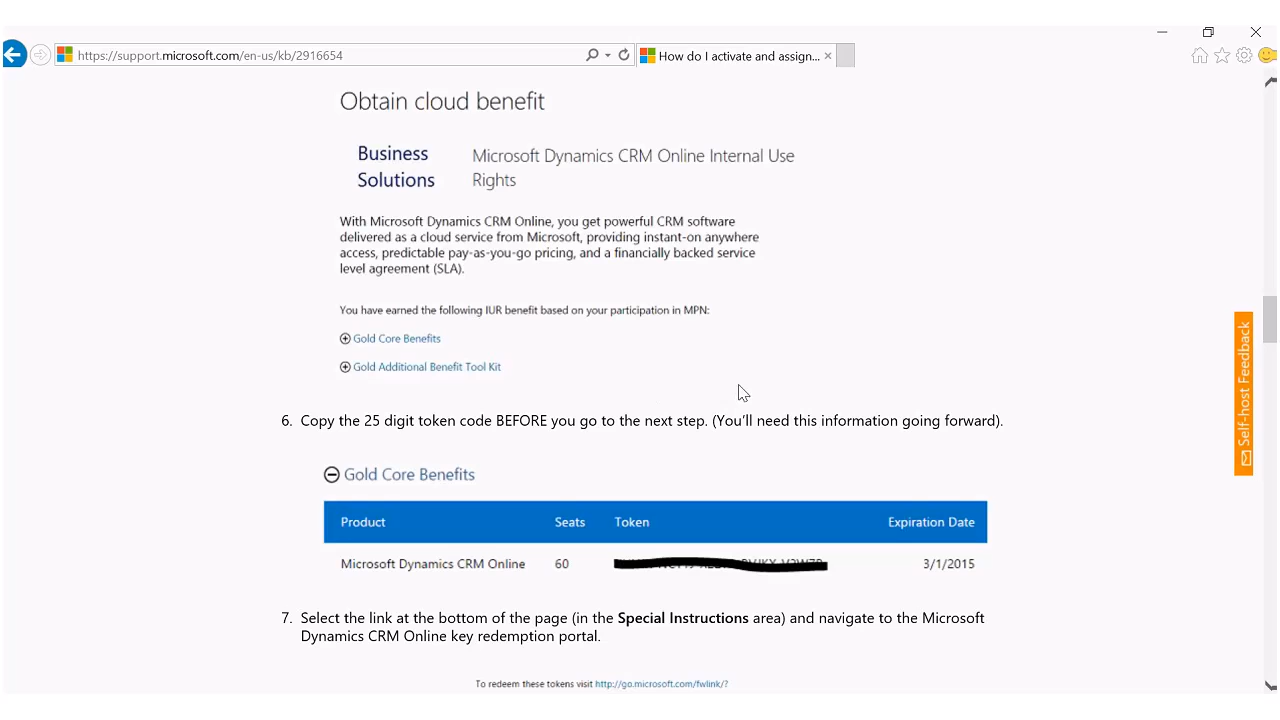 https://support.microsoft.com/en-us/kb/2916654
How do I activate and assign...
Obtain cloud benefit
Business Solutions
Microsoft Dynamics CRM Online Internal Use Rights
With Microsoft Dynamics CRM Online, you get powerful CRM software
delivered as a cloud service from Microsoft, providing instant-on anywhere
access, predictable pay-as-you-go pricing, and a financially backed service
level agreement (SLA).
You have earned the following IUR benefit based on your participation in MPN:
Gold Core Benefits
Gold Additional Benefit Tool Kit
6. Copy the 25 digit token code BEFORE you go to the next step. (You'll need this information going forward).
Gold Core Benefits
Product Seats Token Expiration Date
Microsoft Dynamics CRM Online 60 3/1/2015
7. Select the link at the bottom of the page (in the Special Instructions area) and navigate to the Microsoft
Dynamics CRM Online key redemption portal.
To redeem these tokens visit http://go.microsoft.com/fwlink/?
Self-host Feedback